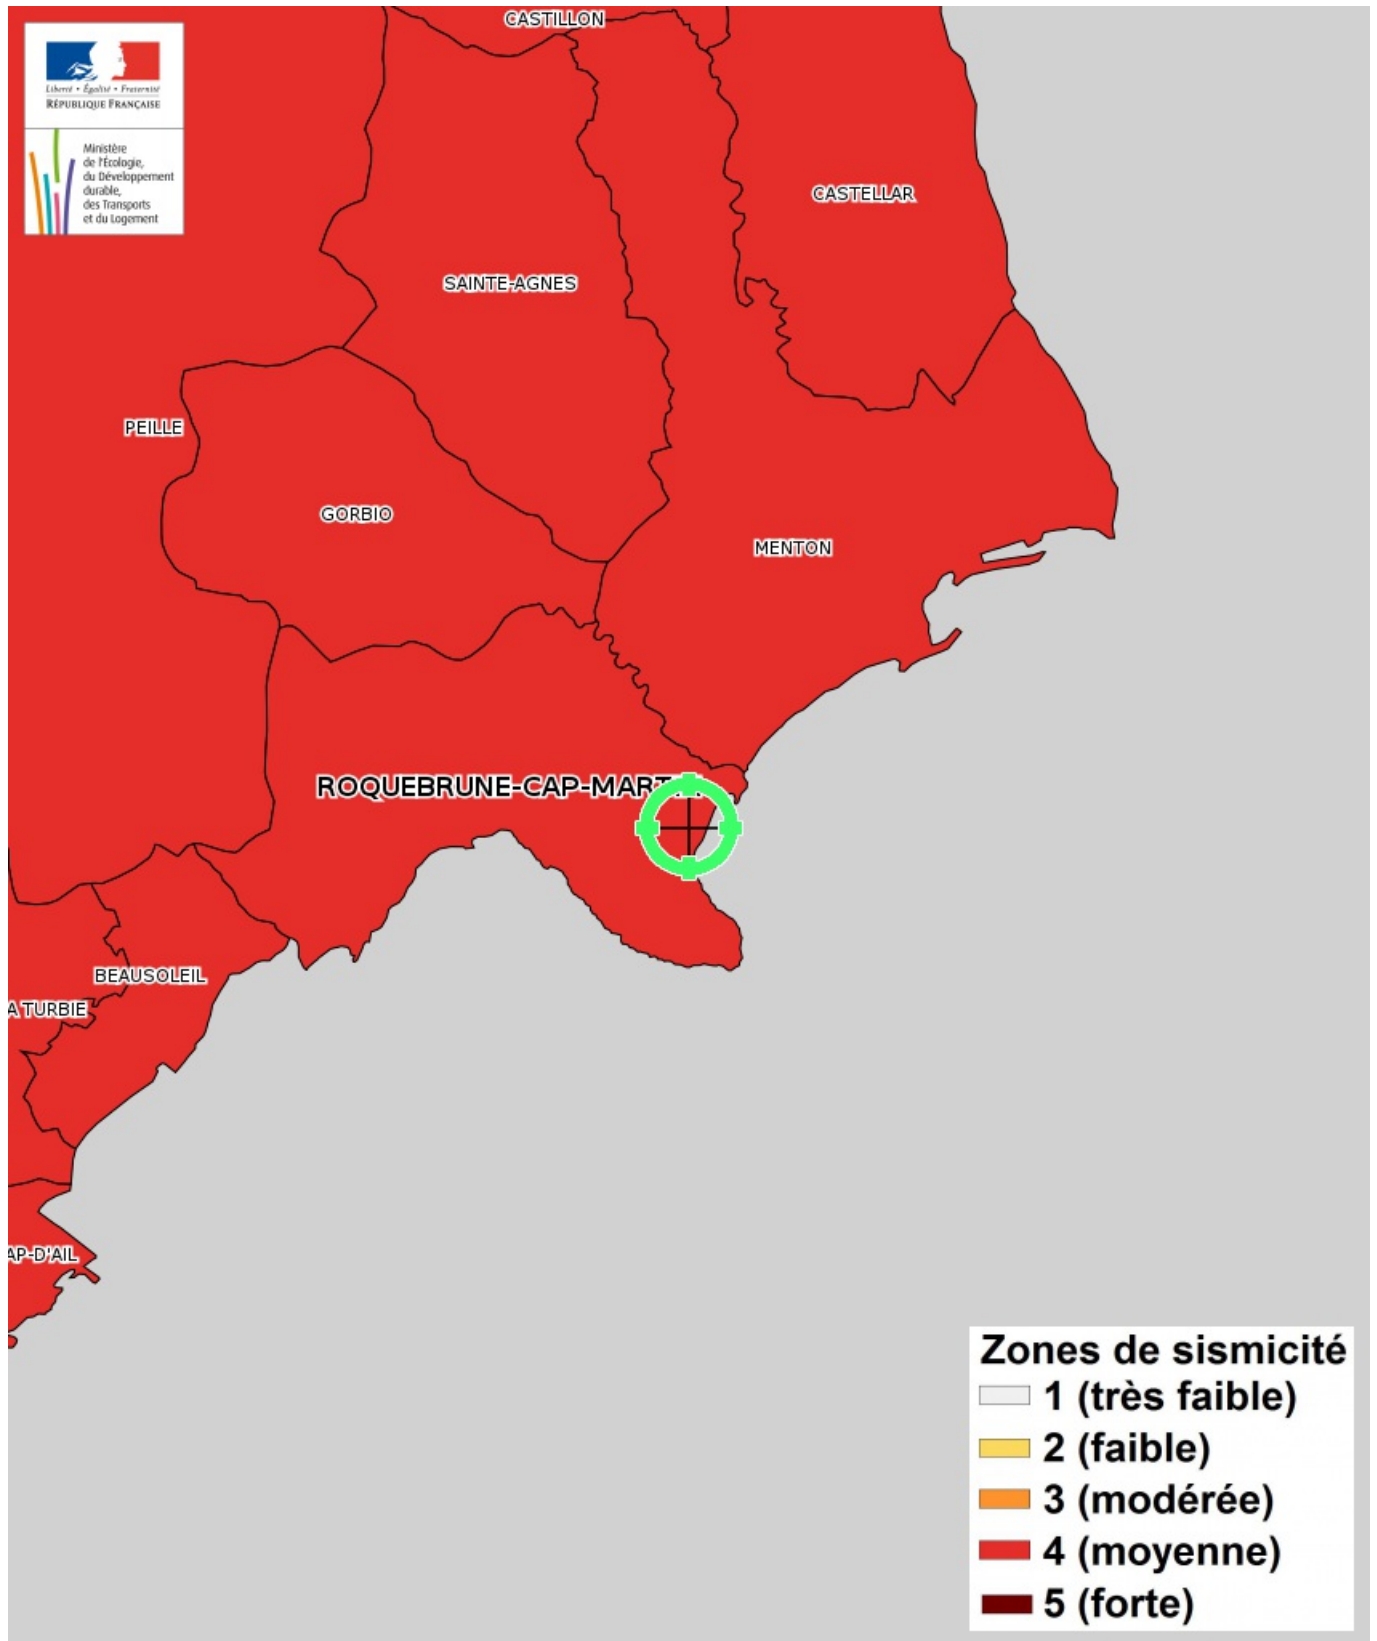 CASTILLON
Liberté • Égalité • Fraternité
RÉPUBLIQUE FRANÇAISE
Ministère
de l'Écologie,
du Développement
durable,
des Transports
et du Logement
CASTELLAR
SAINTE-AGNES
PEILLE
GORBIO
MENTON
ROQUEBRUNE-CAP-MART
BEAUSOLEIL
A TURBIE
AP-D'AIL
Zones de sismicité
1 (très faible)
2 (faible)
3 (modérée)
4 (moyenne)
5 (forte)